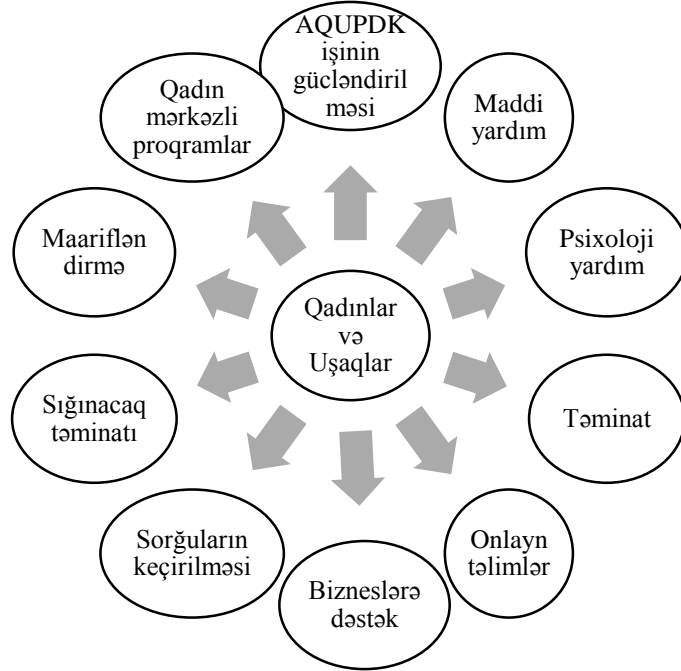 AQUPDK
işinin
gücləndiril
məsi
Maddi
yardım
Psixoloji
yardım
Təminat
Onlayn
təlimlər
Bizneslərə
dəstək
Sorğuların
keçirilməsi
Sığınacaq
təminatı
Maariflən
dirmə
Qadın
mərkəzli
proqramlar
Qadınlar
və
Uşaqlar